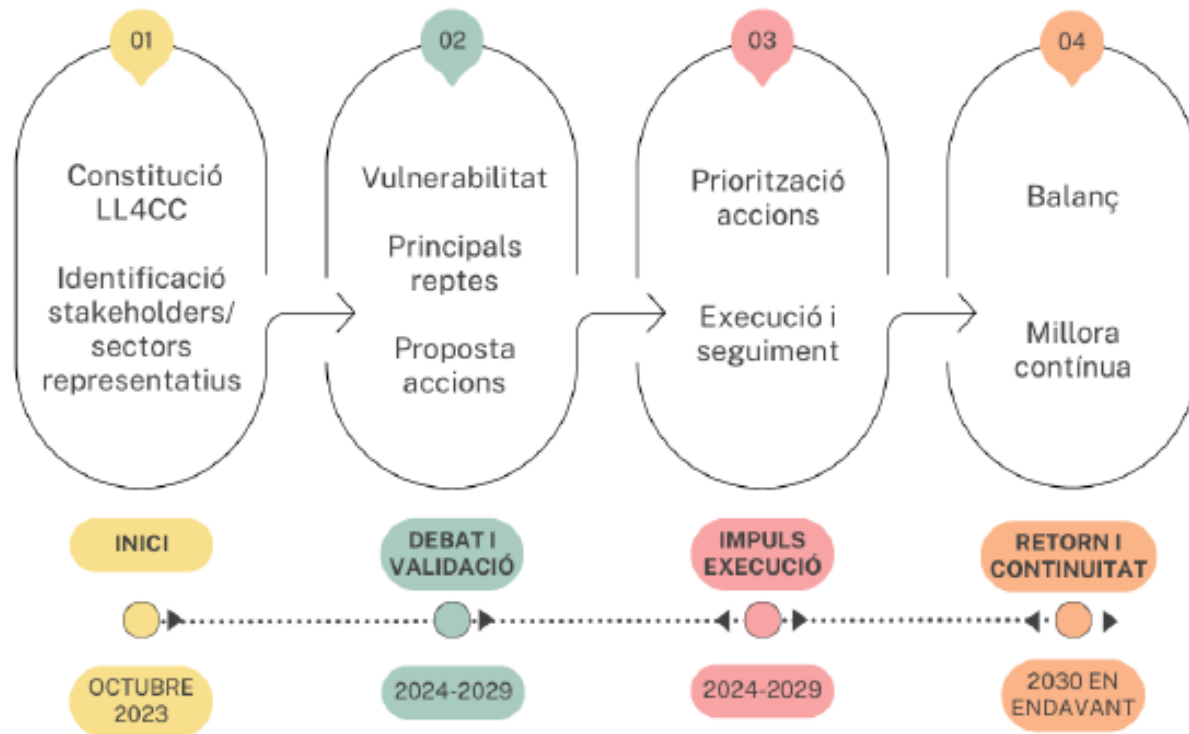 01
Constitució
LL4CC
Identificació
stakeholders/
sectors
representatius
02
Vulnerabilitat
Principals
reptes
Proposta
accions
03
Priorització
accions
Execució i
seguiment
04
Balanç
Millora
contínua
INICI
DEBAT I
VALIDACIÓ
IMPULS
EXECUCIÓ
RETORN I
CONTINUITAT
OCTUBRE
2023
2024-2029
2024-2029
2030 EN
ENDAVANT